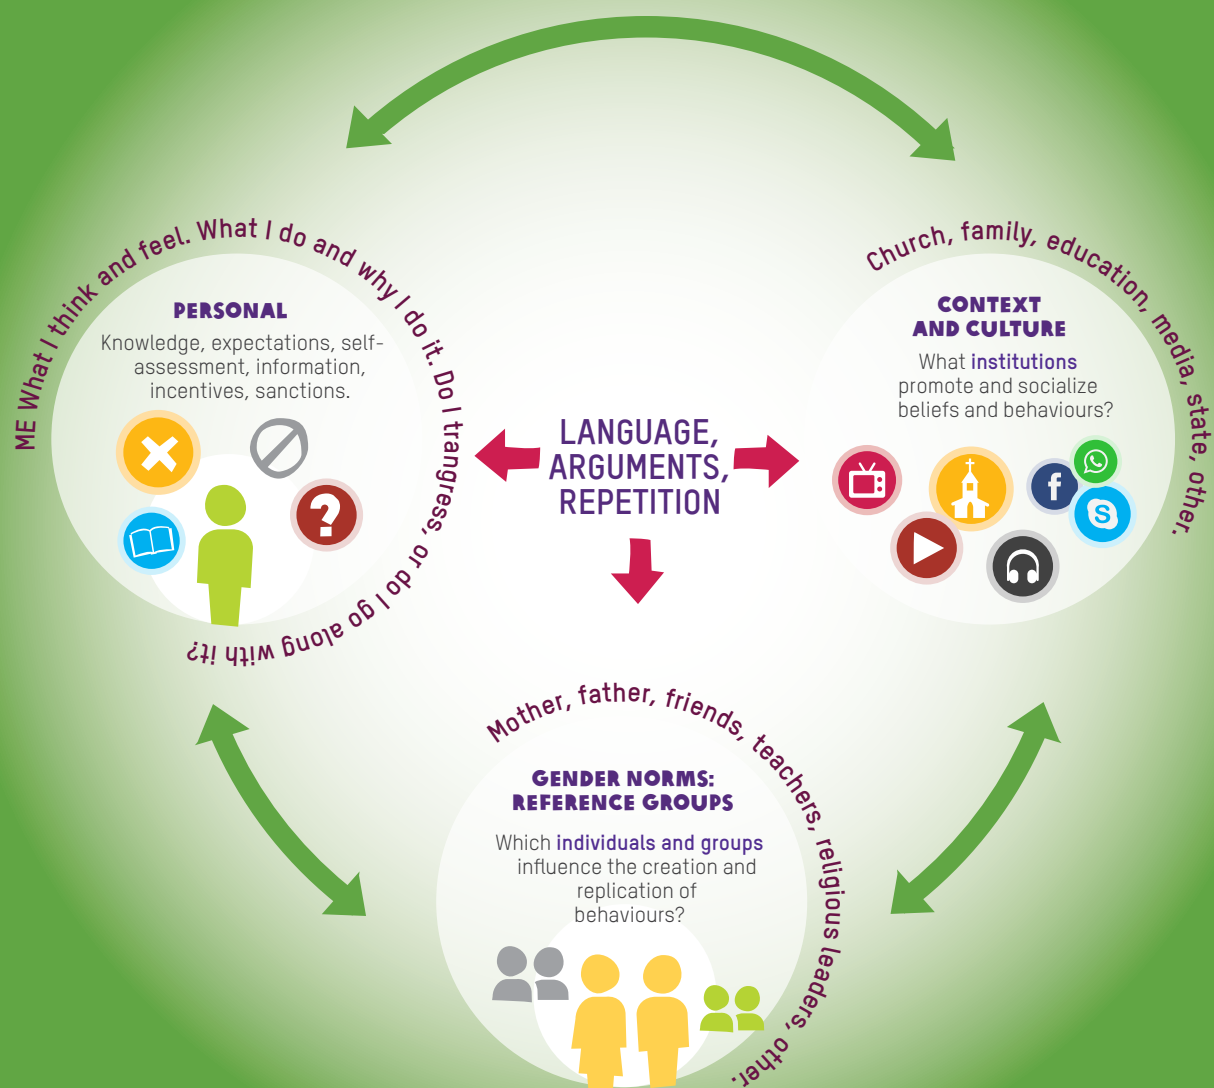 ME What I think and feel. What I do and why I do it. Do I trangress, or do I go along with it?
PERSONAL
Knowledge, expectations, self-
assessment, information,
incentives, sanctions.
?
LANGUAGE,
ARGUMENTS,
REPETITION
Church, family, education, media, state, other.
CONTEXT
AND CULTURE
What institutions
promote and socialize
beliefs and behaviours?
f
S
Mother, father, friends, teachers, religious leaders, other.
GENDER NORMS:
REFERENCE GROUPS
Which individuals and groups
influence the creation and
replication of
behaviours?